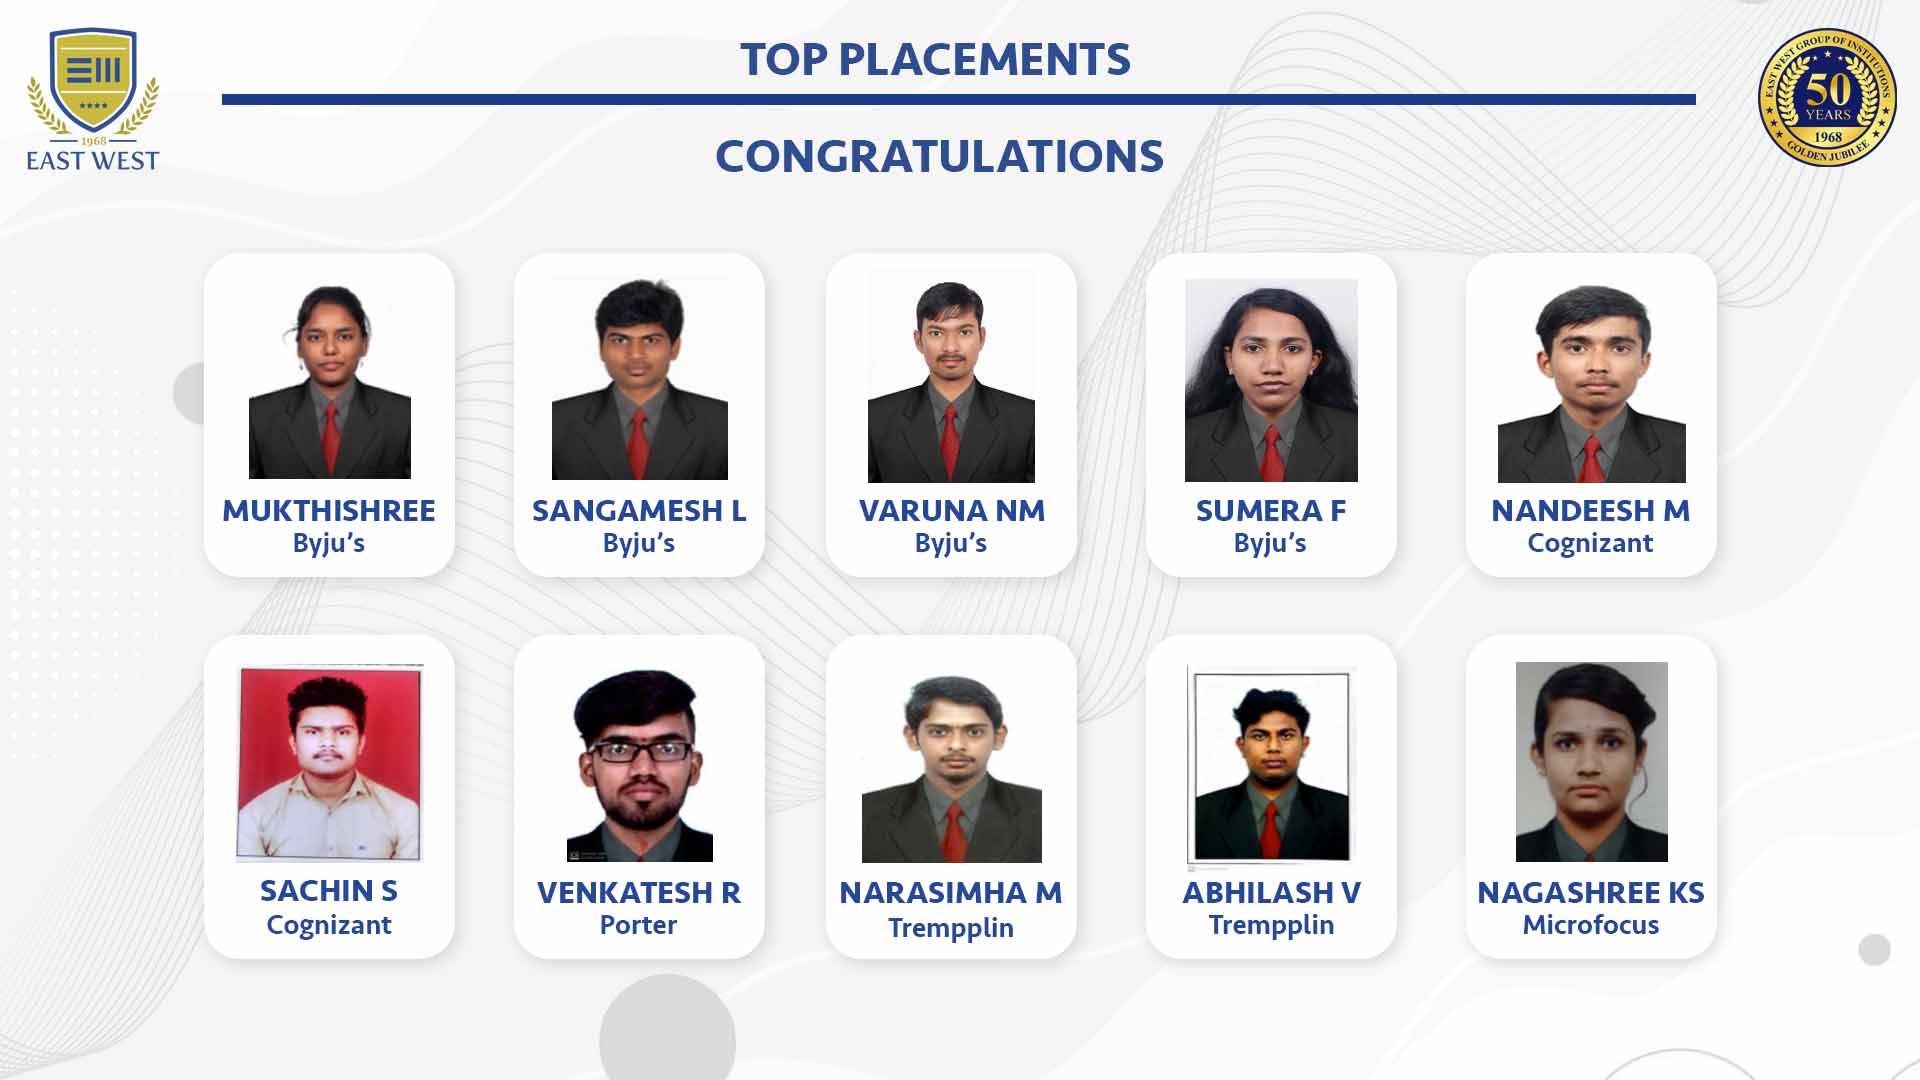 TOP PLACEMENTS
CONGRATULATIONS
1968
EAST WEST
EAST WEST GROUP OF INSTITUTIONS
50
YEARS
1968
GOLDEN JUBILEE
MUKTHISHREE
Byju’s
SANGAMESH L
Byju’s
VARUNA NM
Byju’s
SUMERA F
Byju’s
NANDEESH M
Cognizant
SACHIN S
Cognizant
VENKATESH R
Porter
NARASIMHA M
Trempplin
ABHILASH V
Trempplin
NAGASHREE KS
Microfocus